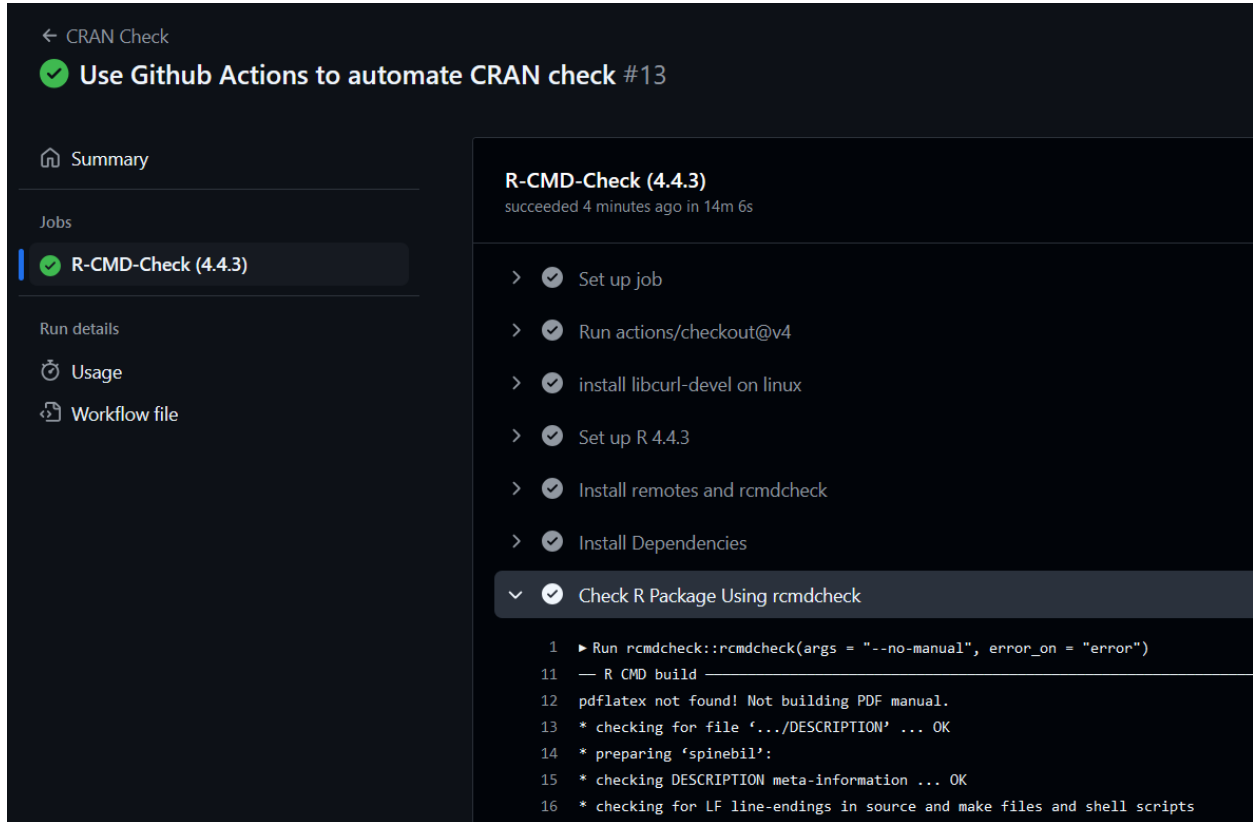 ← CRAN Check
Use Github Actions to automate CRAN check #13
Summary
Jobs
R-CMD-Check (4.4.3)
Run details
Usage
Workflow file
R-CMD-Check (4.4.3)
succeeded 4 minutes ago in 14m 6s
Set up job
Run actions/checkout@v4
install libcurl-devel on linux
Set up R 4.4.3
Install remotes and rcmdcheck
Install Dependencies
Check R Package Using rcmdcheck
1 ▶ Run rcmdcheck::rcmdcheck(args = "--no-manual", error_on = "error")
11 ── R CMD build ─────────────────────────────
12 pdflatex not found! Not building PDF manual.
13 * checking for file ‘.../DESCRIPTION’ ... OK
14 * preparing ‘spinebil’:
15 * checking DESCRIPTION meta-information ... OK
16 * checking for LF line-endings in source and make files and shell scripts